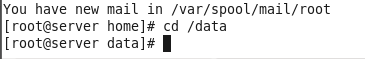 You have new mail in /var/spool/mail/root
[root@server home]# cd /data
[root@server data]#